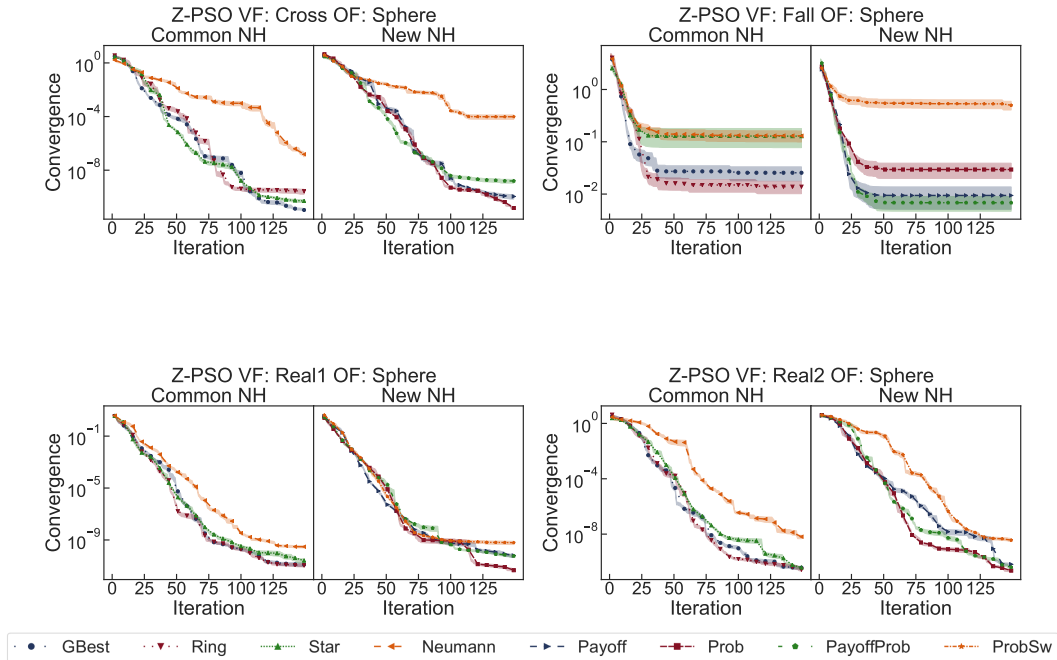 Z-PSO VF: Cross OF: Sphere
Common NH
New NH
Convergence
10^0
10^-4
10^-8
0 25 50 75 100 125
0 25 50 75 100 125
Iteration
Iteration
Z-PSO VF: Fall OF: Sphere
Common NH
New NH
Convergence
10^0
10^-1
10^-2
0 25 50 75 100 125
0 25 50 75 100 125
Iteration
Iteration
Z-PSO VF: Real1 OF: Sphere
Common NH
New NH
Convergence
10^-1
10^-5
10^-9
0 25 50 75 100 125
0 25 50 75 100 125
Iteration
Iteration
Z-PSO VF: Real2 OF: Sphere
Common NH
New NH
Convergence
10^0
10^-4
10^-8
0 25 50 75 100 125
0 25 50 75 100 125
Iteration
Iteration
GBest Ring Star Neumann Payoff Prob PayoffProb ProbSw